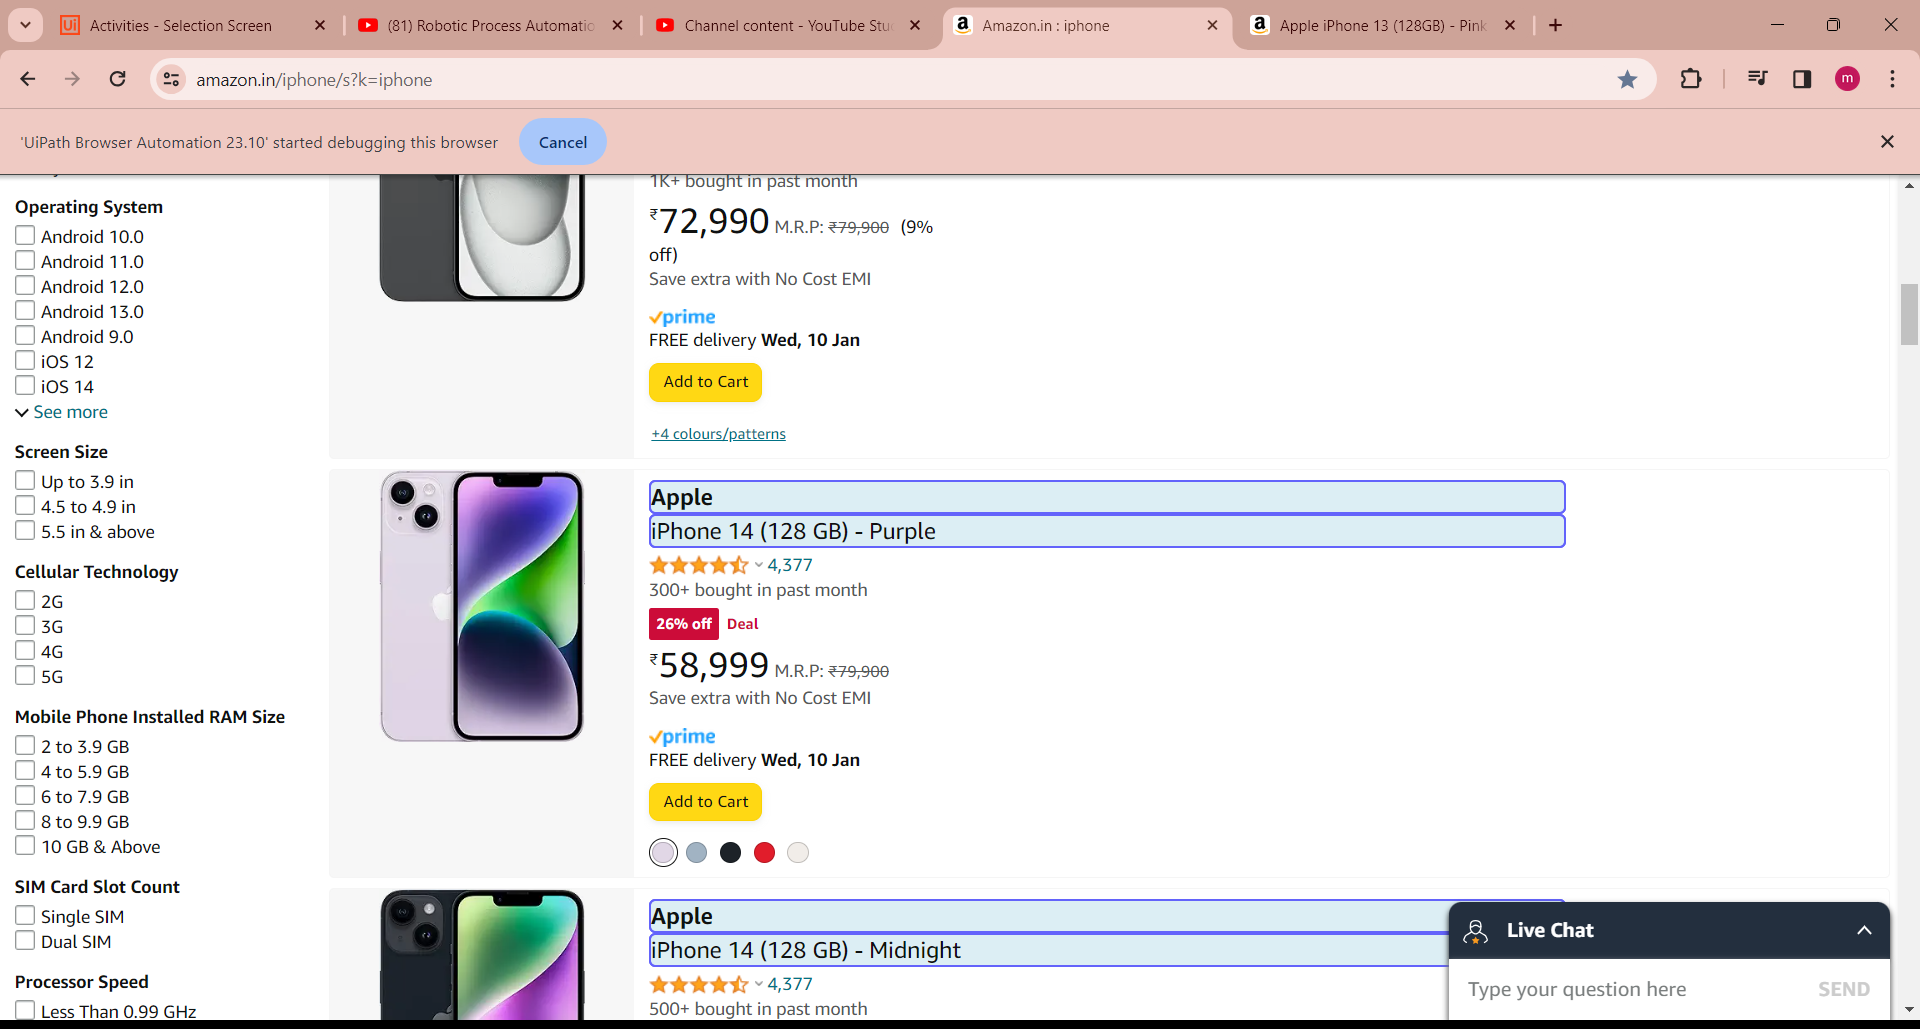 Activities - Selection Screen
(81) Robotic Process Automatio
Channel content - YouTube Stu
Amazon.in : iphone
Apple iPhone 13 (128GB) - Pink
amazon.in/iphone/s?k=iphone
m
'UiPath Browser Automation 23.10' started debugging this browser
Cancel
Operating System
Android 10.0
Android 11.0
Android 12.0
Android 13.0
Android 9.0
iOS 12
iOS 14
See more
Screen Size
Up to 3.9 in
4.5 to 4.9 in
5.5 in & above
Cellular Technology
2G
3G
4G
5G
Mobile Phone Installed RAM Size
2 to 3.9 GB
4 to 5.9 GB
6 to 7.9 GB
8 to 9.9 GB
10 GB & Above
SIM Card Slot Count
Single SIM
Dual SIM
Processor Speed
Less Than 0.99 GHz
1K+ bought in past month
₹72,990 M.R.P: ₹79,900 (9%
off)
Save extra with No Cost EMI
prime
FREE delivery Wed, 10 Jan
Add to Cart
+4 colours/patterns
Apple
iPhone 14 (128 GB) - Purple
4,377
300+ bought in past month
26% off Deal
₹58,999 M.R.P: ₹79,900
Save extra with No Cost EMI
prime
FREE delivery Wed, 10 Jan
Add to Cart
Apple
iPhone 14 (128 GB) - Midnight
4,377
500+ bought in past month
Live Chat
Type your question here
SEND